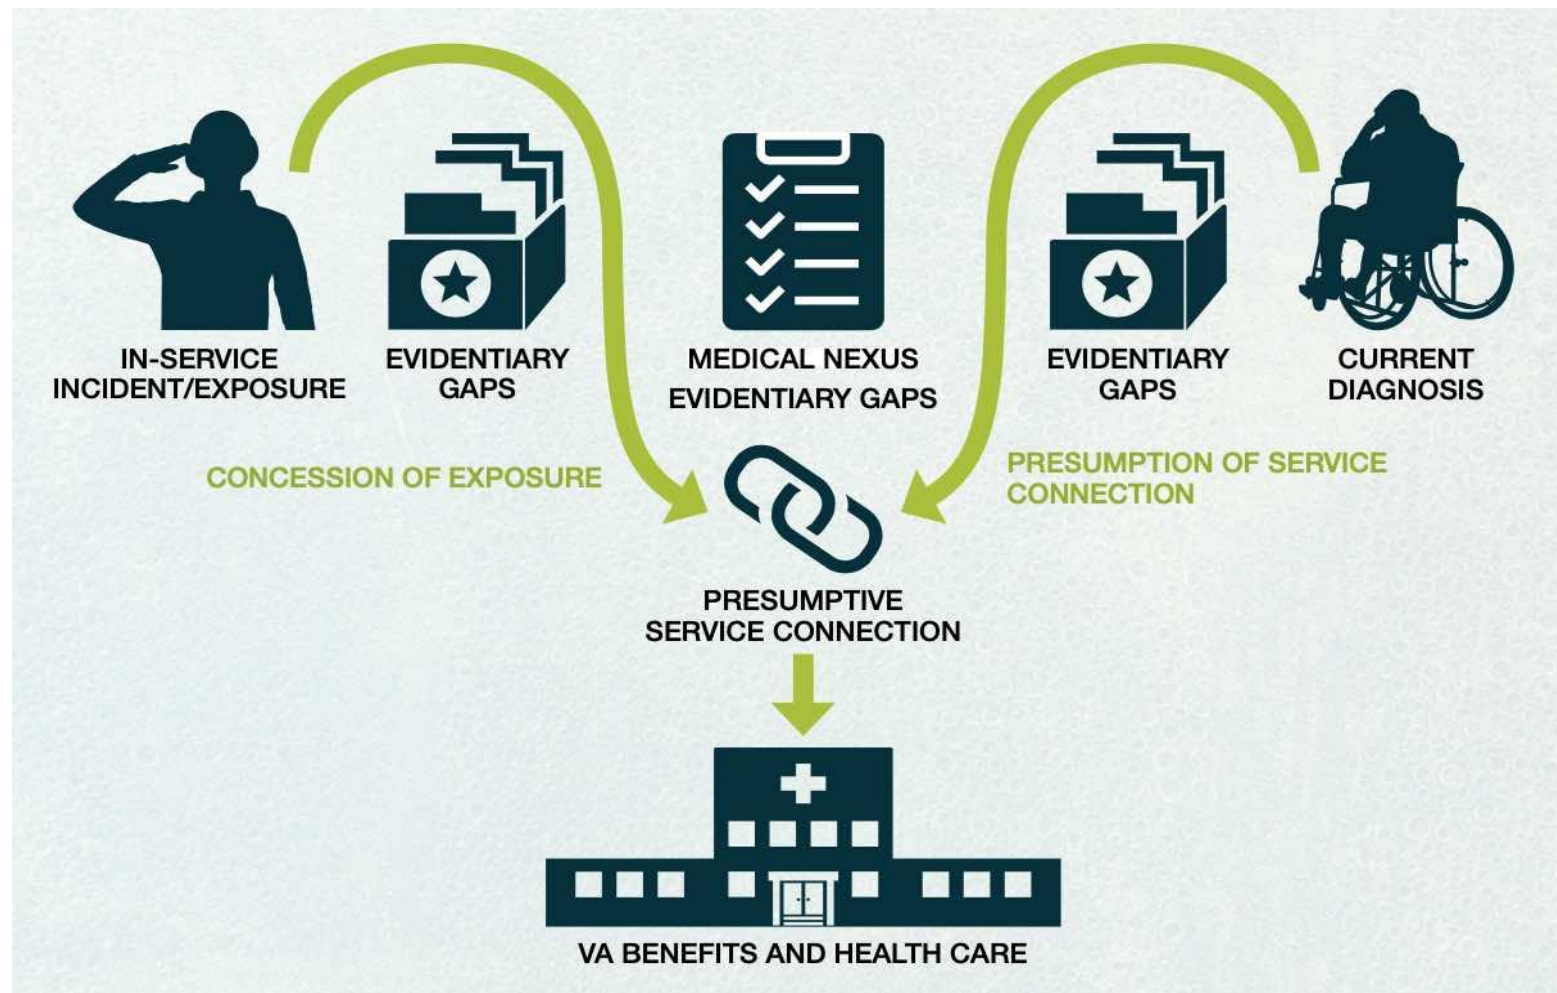 IN-SERVICE
INCIDENT/EXPOSURE
EVIDENTIARY
GAPS
MEDICAL NEXUS
EVIDENTIARY GAPS
EVIDENTIARY
GAPS
CURRENT
DIAGNOSIS
CONCESSION OF EXPOSURE
PRESUMPTION OF SERVICE
CONNECTION
PRESUMPTIVE
SERVICE CONNECTION
VA BENEFITS AND HEALTH CARE